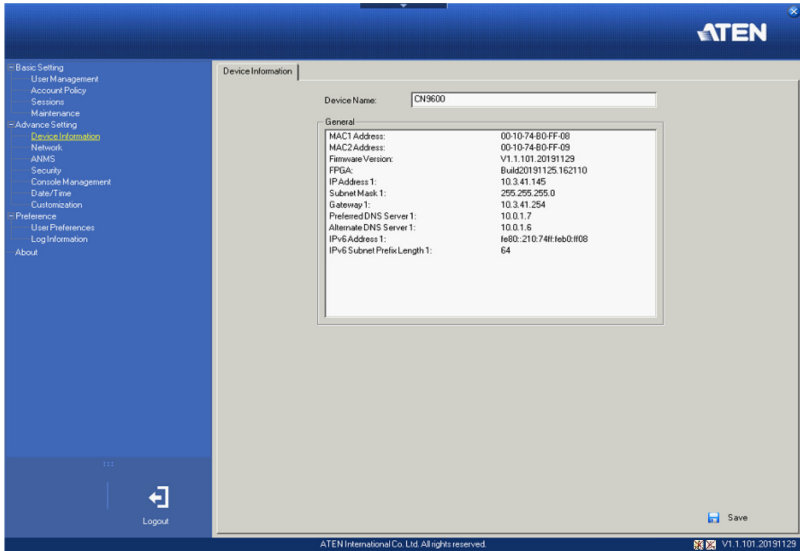 ATEN
Basic Setting
User Management
Account Policy
Sessions
Maintenance
Advance Setting
Device Information
Network
ANMS
Security
Console Management
Date/Time
Customization
Preference
User Preferences
Log Information
About
Logout
Device Information
Device Name: CN9600
General
MAC1 Address: 00-10-74-B0-FF-08
MAC2 Address: 00-10-74-B0-FF-09
Firmware Version: V1.1.101.20191129
FPGA: Build20191125.162110
IP Address 1: 10.3.41.145
Subnet Mask 1: 255.255.255.0
Gateway 1: 10.3.41.254
Preferred DNS Server 1: 10.0.1.7
Alternate DNS Server 1: 10.0.1.6
IPv6 Address 1: fe80::210:74ff:feb0:ff08
IPv6 Subnet Prefix Length 1: 64
Save
ATEN International Co. Ltd. All rights reserved.
V1.1.101.20191129